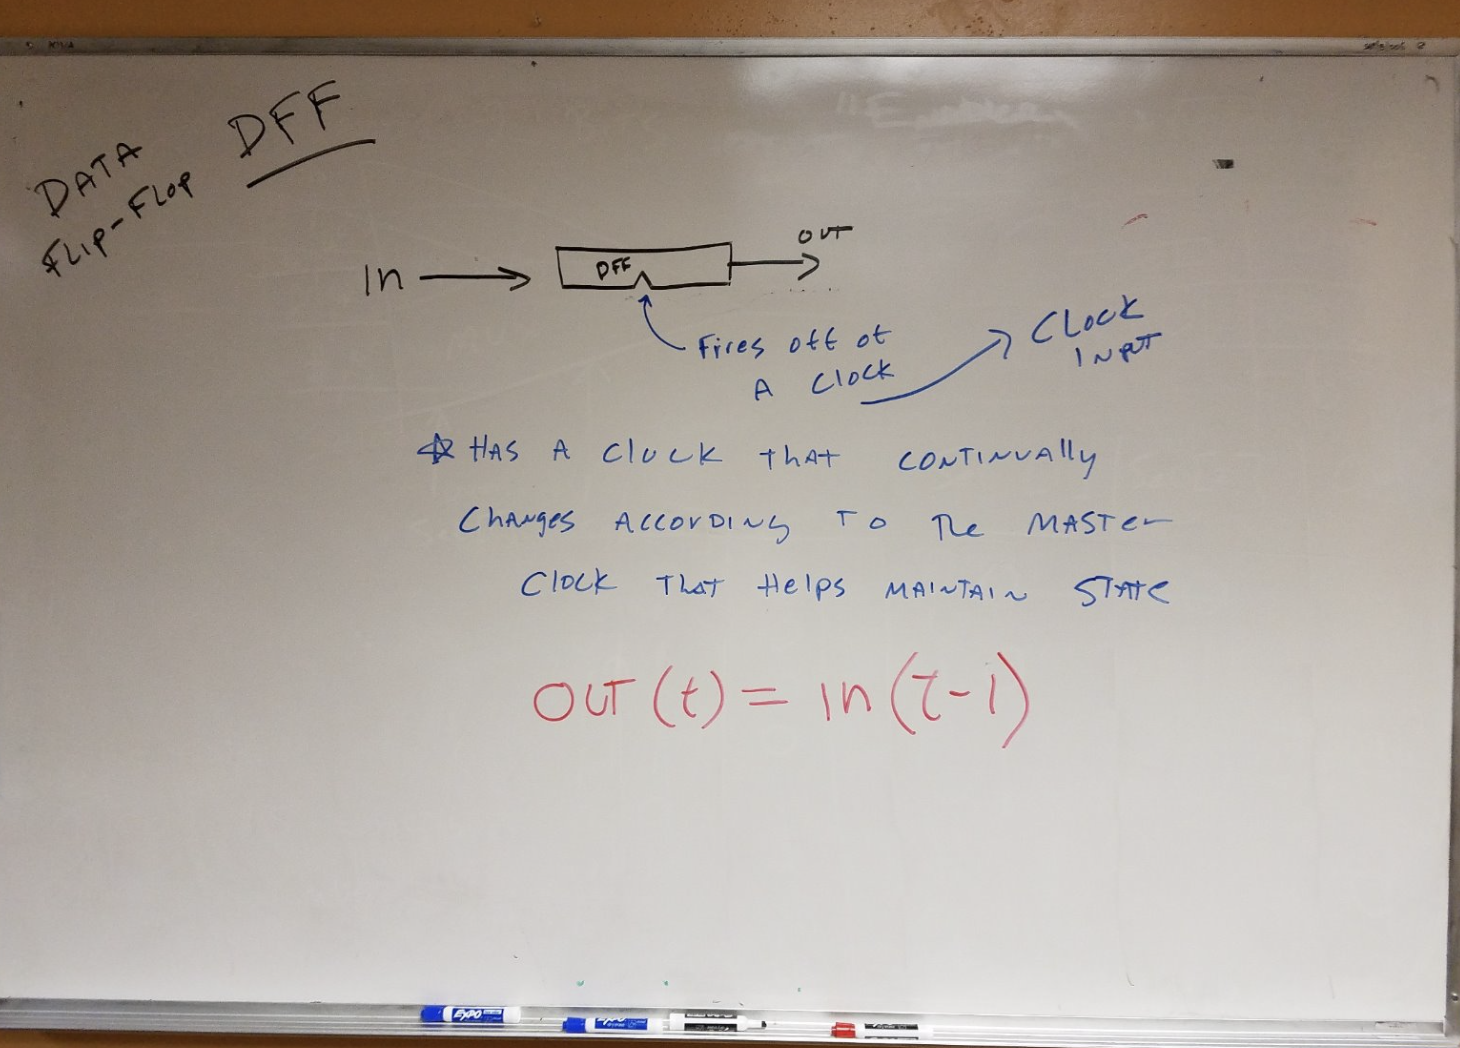 DFF
DATA
FLIP-FLOP
In
DFF
OUT
Fires off of
A Clock
Clock
INPUT
HAS A Clock that continually
changes according to the master
clock that helps maintain state
OUT(t) = in(t-1)
EXPO